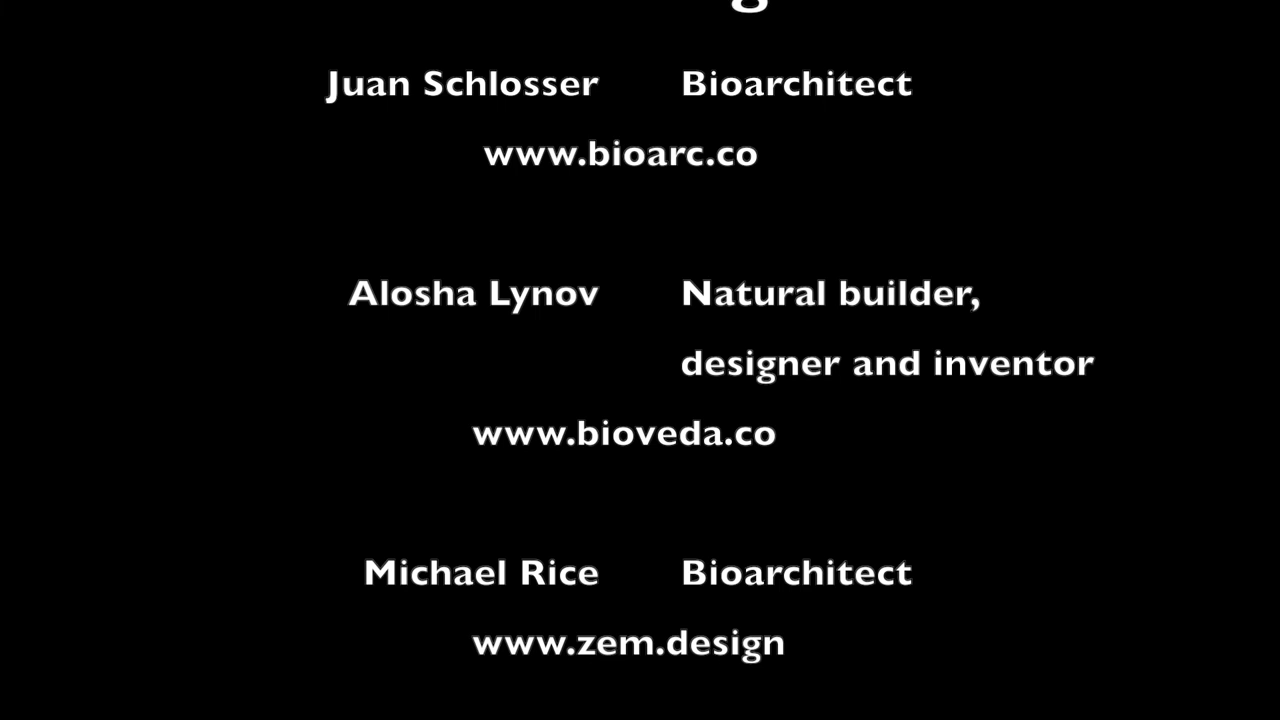 Juan Schlosser Bioarchitect
www.bioarc.co
Alosha Lynov Natural builder,
designer and inventor
www.bioveda.co
Michael Rice Bioarchitect
www.zem.design